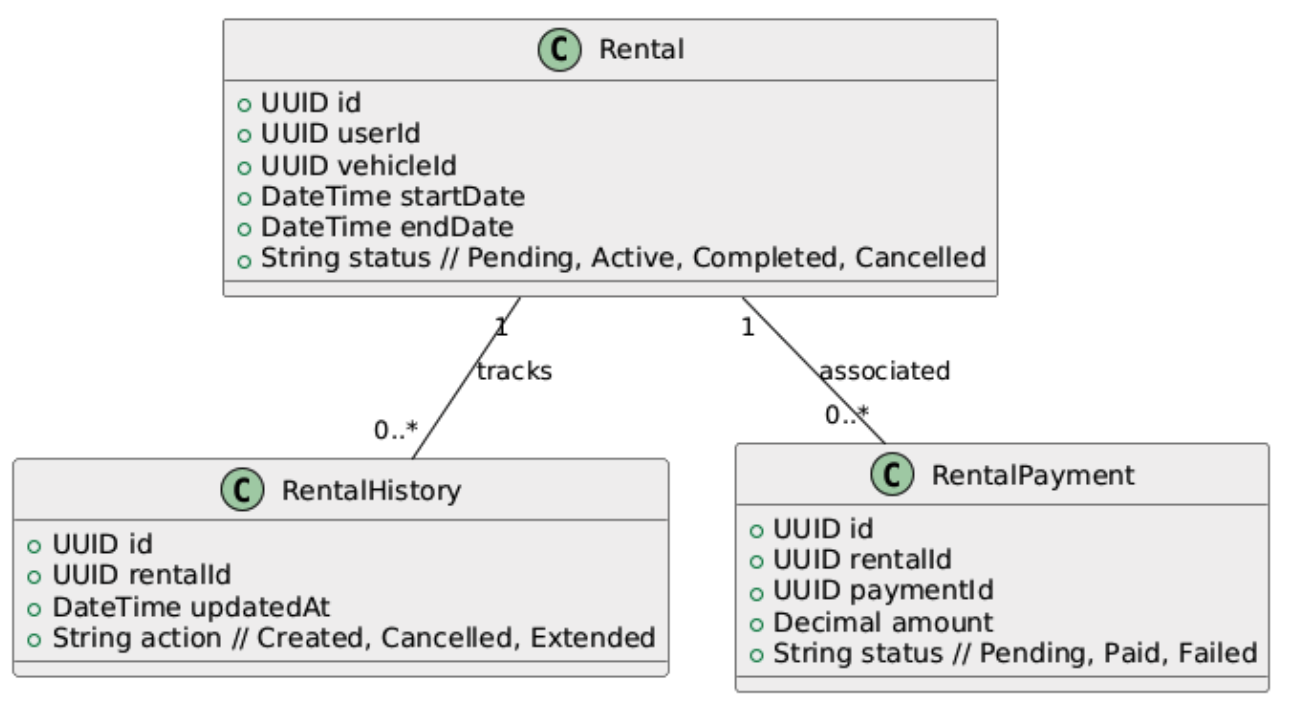 C Rental
UUID id
UUID userId
UUID vehicleId
DateTime startDate
DateTime endDate
String status // Pending, Active, Completed, Cancelled
1
1
tracks
associated
0..*
0..*
C RentalHistory
UUID id
UUID rentalId
DateTime updatedAt
String action // Created, Cancelled, Extended
C RentalPayment
UUID id
UUID rentalId
UUID paymentId
Decimal amount
String status // Pending, Paid, Failed